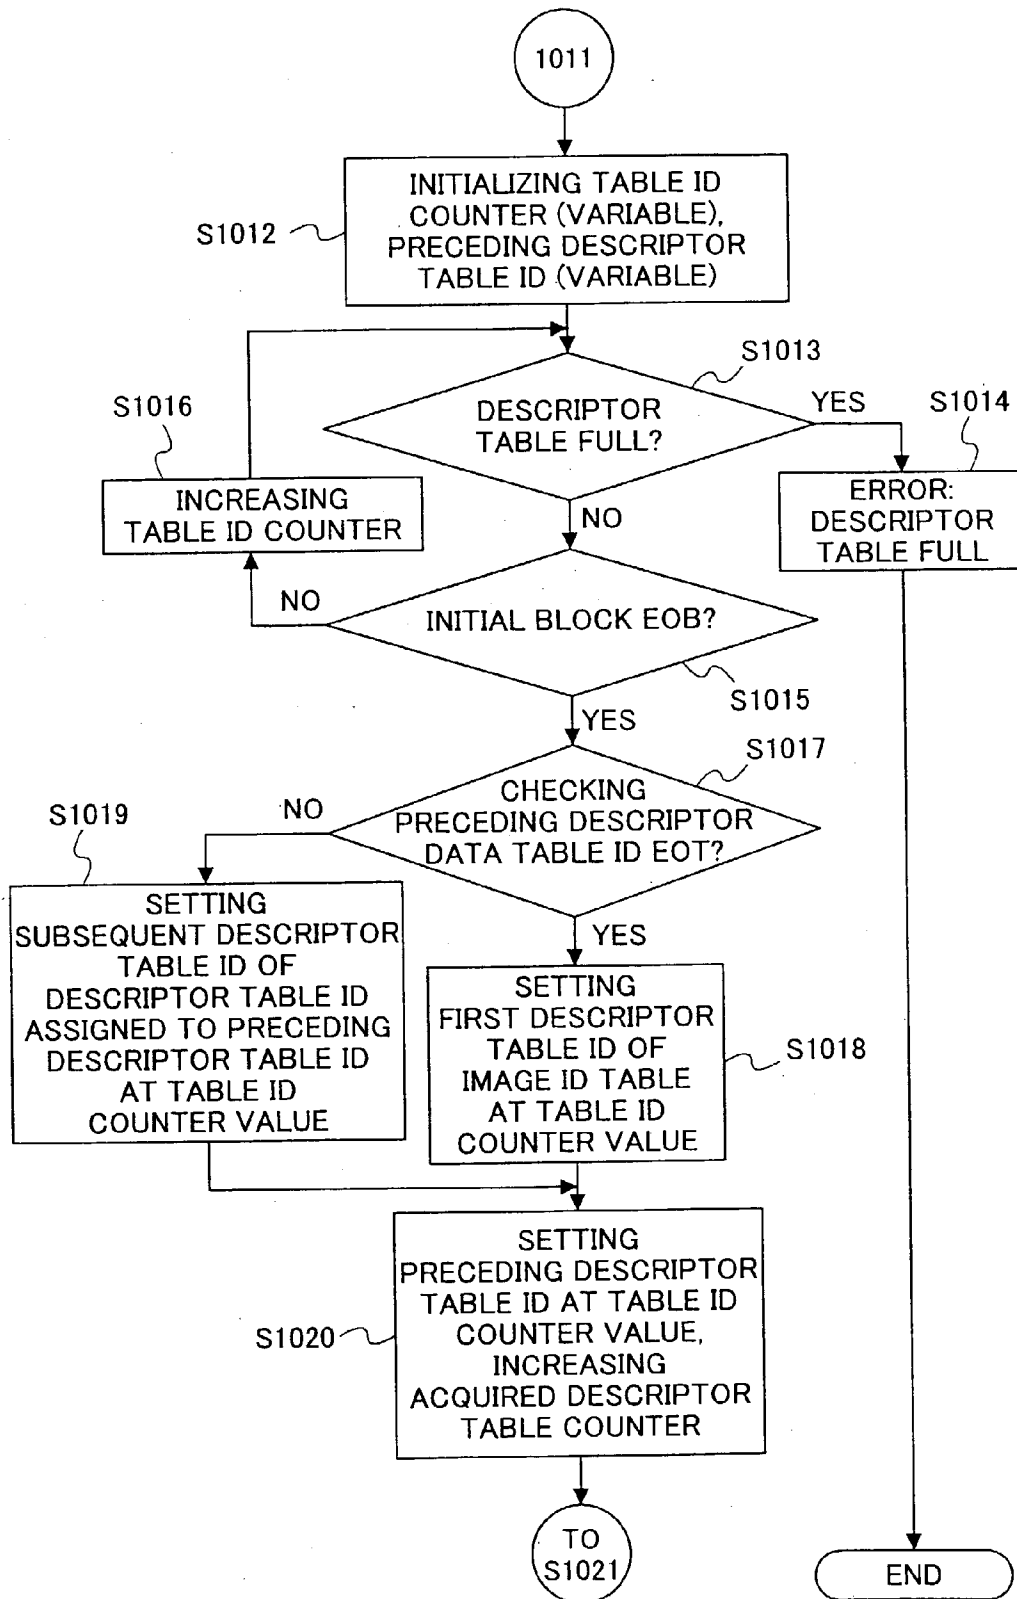 1011
INITIALIZING TABLE ID
COUNTER (VARIABLE),
PRECEDING DESCRIPTOR
TABLE ID (VARIABLE)
S1012
S1013
DESCRIPTOR
TABLE FULL?
YES
S1014
ERROR:
DESCRIPTOR
TABLE FULL
S1016
INCREASING
TABLE ID COUNTER
NO
NO
INITIAL BLOCK EOB?
S1015
YES
S1017
CHECKING
PRECEDING DESCRIPTOR
DATA TABLE ID EOT?
NO
S1019
SETTING
SUBSEQUENT DESCRIPTOR
TABLE ID OF
DESCRIPTOR TABLE ID
ASSIGNED TO PRECEDING
DESCRIPTOR TABLE ID
AT TABLE ID
COUNTER VALUE
YES
SETTING
FIRST DESCRIPTOR
TABLE ID OF
IMAGE ID TABLE
AT TABLE ID
COUNTER VALUE
S1018
SETTING
PRECEDING DESCRIPTOR
TABLE ID AT TABLE ID
COUNTER VALUE,
INCREASING
ACQUIRED DESCRIPTOR
TABLE COUNTER
S1020
TO
S1021
END